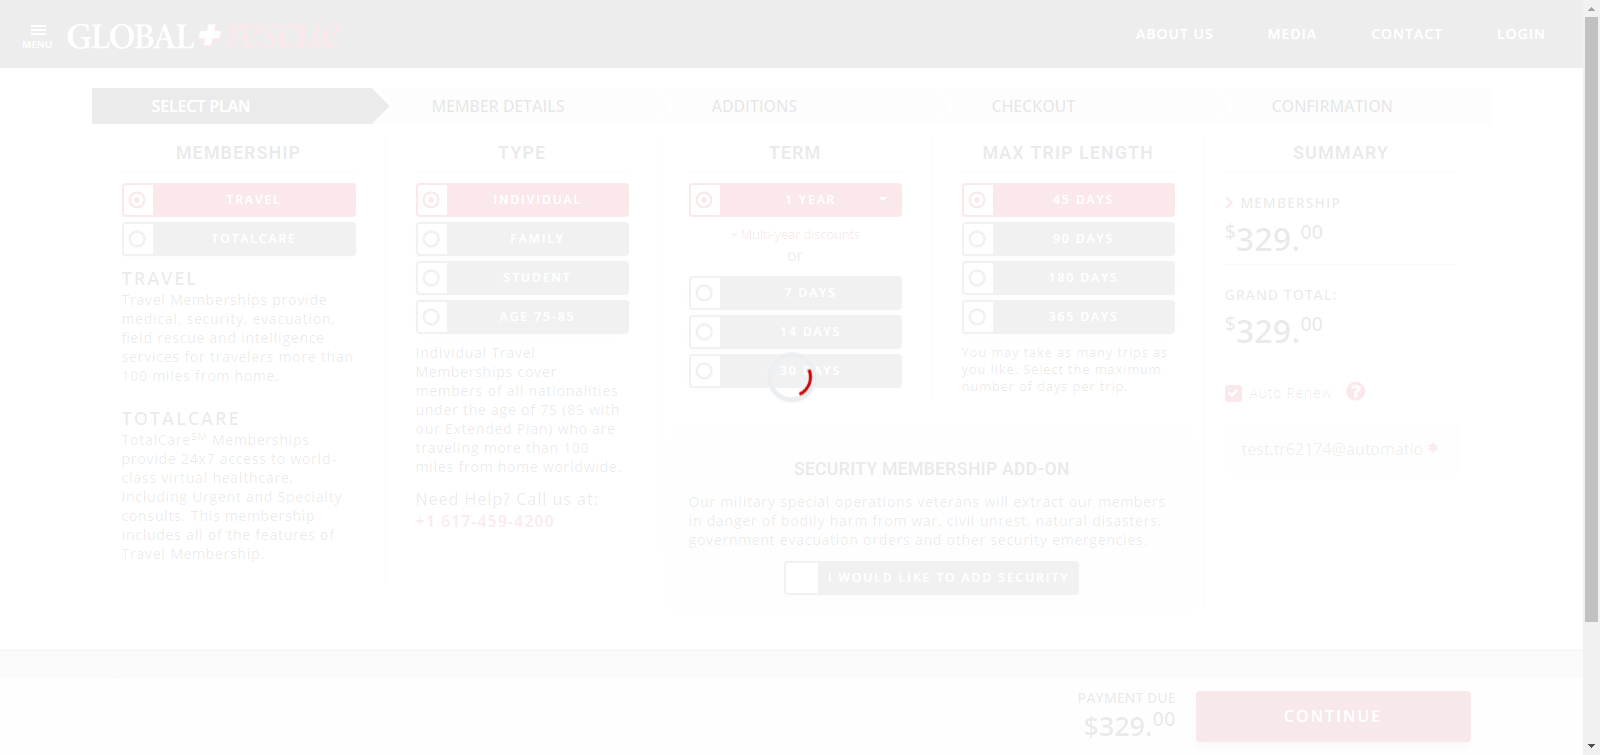 MENU
GLOBAL rescue
ABOUT US
MEDIA
CONTACT
LOGIN
SELECT PLAN
MEMBER DETAILS
ADDITIONS
CHECKOUT
CONFIRMATION
MEMBERSHIP
TRAVEL
TOTALCARE
TRAVEL
Travel Memberships provide
medical, security, evacuation,
field rescue and intelligence
services for travelers more than
100 miles from home.
TOTALCARE
TotalCareSM Memberships
provide 24x7 access to world-
class virtual healthcare,
including Urgent and Specialty
consults. This membership
includes all of the features of
Travel Membership.
TYPE
INDIVIDUAL
FAMILY
STUDENT
AGE 75-85
Individual Travel
Memberships cover
members of all nationalities
under the age of 75 (85 with
our Extended Plan) who are
traveling more than 100
miles from home worldwide.
Need Help? Call us at:
+1 617-459-4200
TERM
1 YEAR
- Multi-year discounts
or
7 DAYS
14 DAYS
30 DAYS
MAX TRIP LENGTH
45 DAYS
90 DAYS
180 DAYS
365 DAYS
You may take as many trips as
you like. Select the maximum
number of days per trip.
SECURITY MEMBERSHIP ADD-ON
Our military special operations veterans will extract our members
in danger of bodily harm from war, civil unrest, natural disasters,
government evacuation orders and other security emergencies.
I WOULD LIKE TO ADD SECURITY
SUMMARY
MEMBERSHIP
$329.00
GRAND TOTAL:
$329.00
Auto Renew ?
test.tr62174@automatio *
PAYMENT DUE
$329.00
CONTINUE